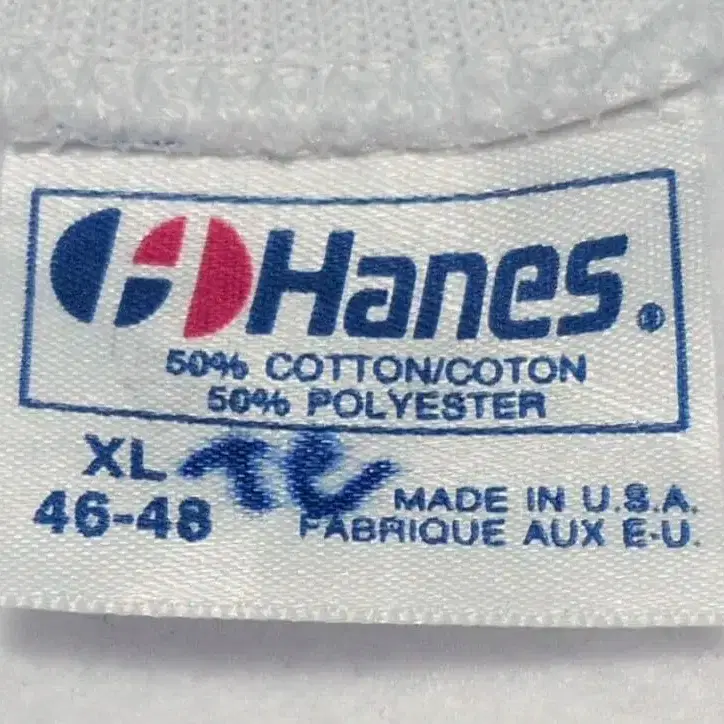 Hanes®
50% COTTON/COTON
50% POLYESTER
XL
46-48
MADE IN U.S.A.
FABRIQUE AUX E-U.